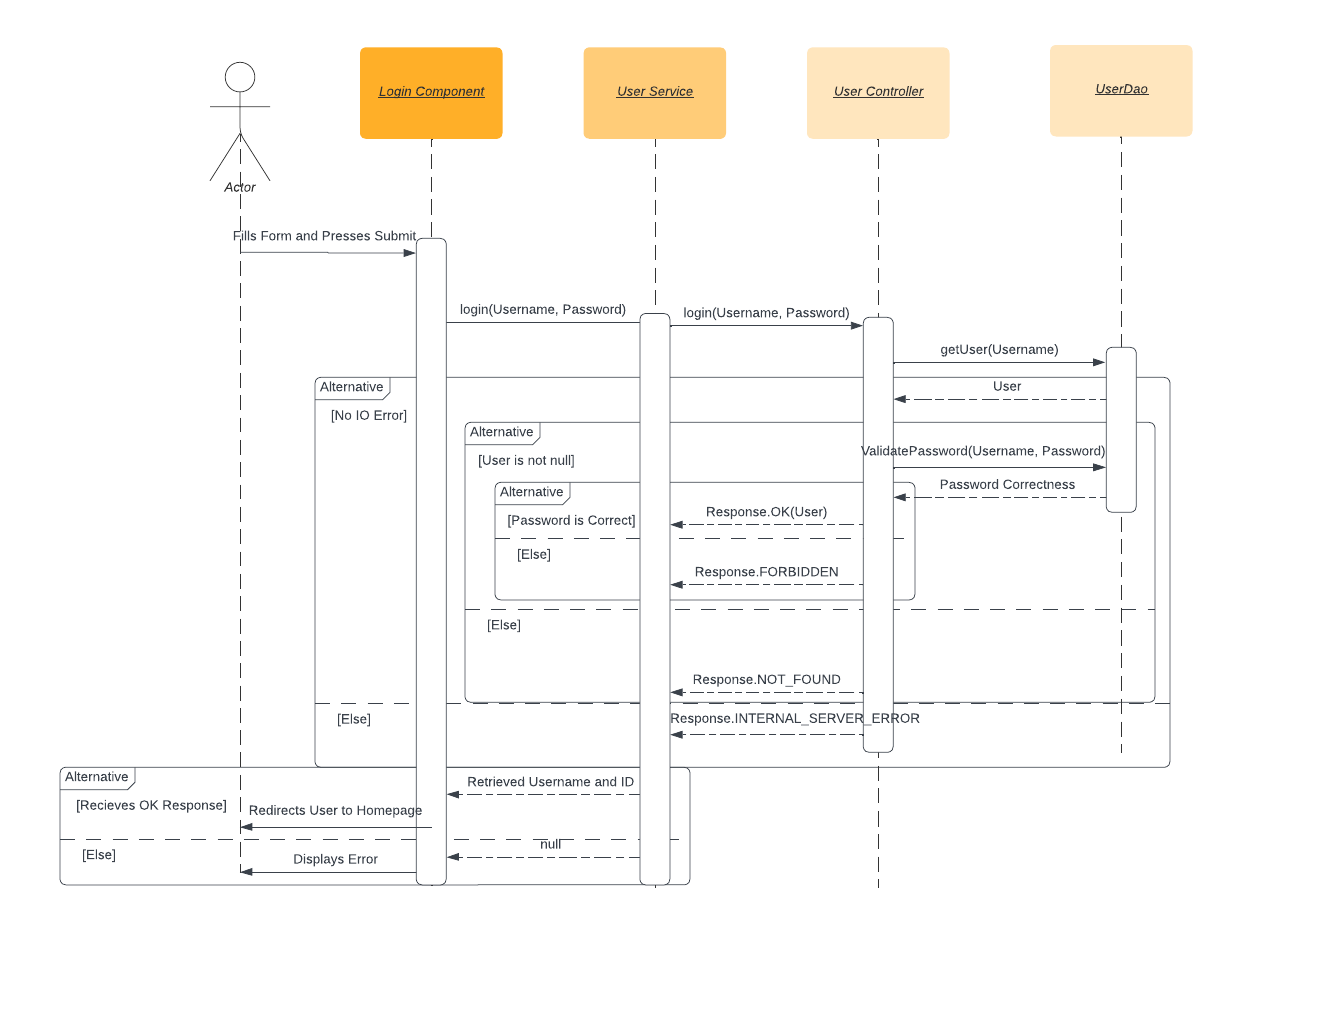 Login Component
User Service
User Controller
UserDao
Actor
Fills Form and Presses Submit
login(Username, Password)
login(Username, Password)
getUser(Username)
Alternative
User
[No IO Error]
Alternative
[User is not null]
ValidatePassword(Username, Password)
Password Correctness
Alternative
Response.OK(User)
[Password is Correct]
[Else]
Response.FORBIDDEN
[Else]
Response.NOT_FOUND
[Else]
Response.INTERNAL_SERVER_ERROR
Alternative
Retrieved Username and ID
[Recieves OK Response]
Redirects User to Homepage
null
[Else]
Displays Error